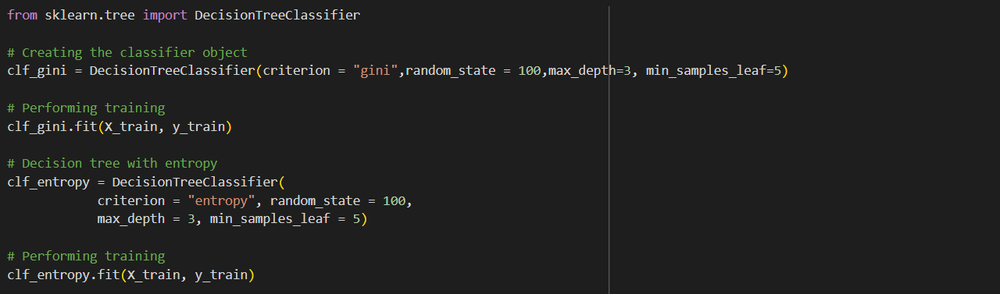 from sklearn.tree import DecisionTreeClassifier
# Creating the classifier object
clf_gini = DecisionTreeClassifier(criterion = "gini",random_state = 100,max_depth=3, min_samples_leaf=5)
# Performing training
clf_gini.fit(X_train, y_train)
# Decision tree with entropy
clf_entropy = DecisionTreeClassifier(
            criterion = "entropy", random_state = 100,
            max_depth = 3, min_samples_leaf = 5)
# Performing training
clf_entropy.fit(X_train, y_train)